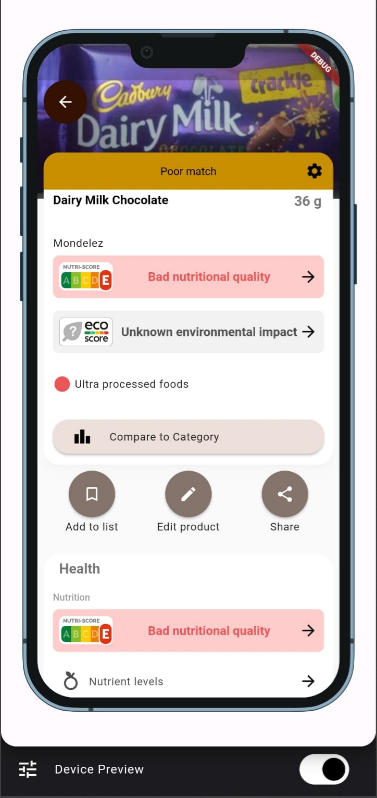 DEBUG
Cadbury
crackle
Dairy Milk
CHOCOLATE
Poor match
Dairy Milk Chocolate 36 g
Mondelez
NUTRI-SCORE
A B C D E Bad nutritional quality
?
eco
score Unknown environmental impact
Ultra processed foods
Compare to Category
Add to list Edit product Share
Health
Nutrition
NUTRI-SCORE
A B C D E Bad nutritional quality
Nutrient levels
Device Preview